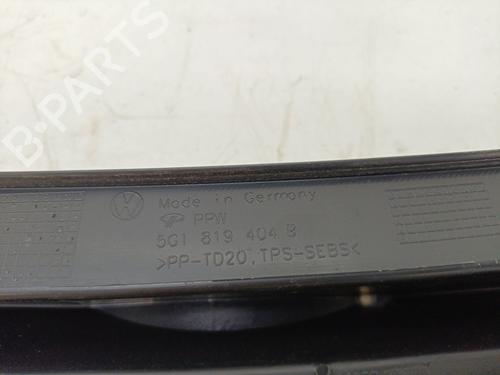 B-PARTS
Made in Germany
PPW
5G1 819 404 B
>PP-TD20,TPS-SEBS<